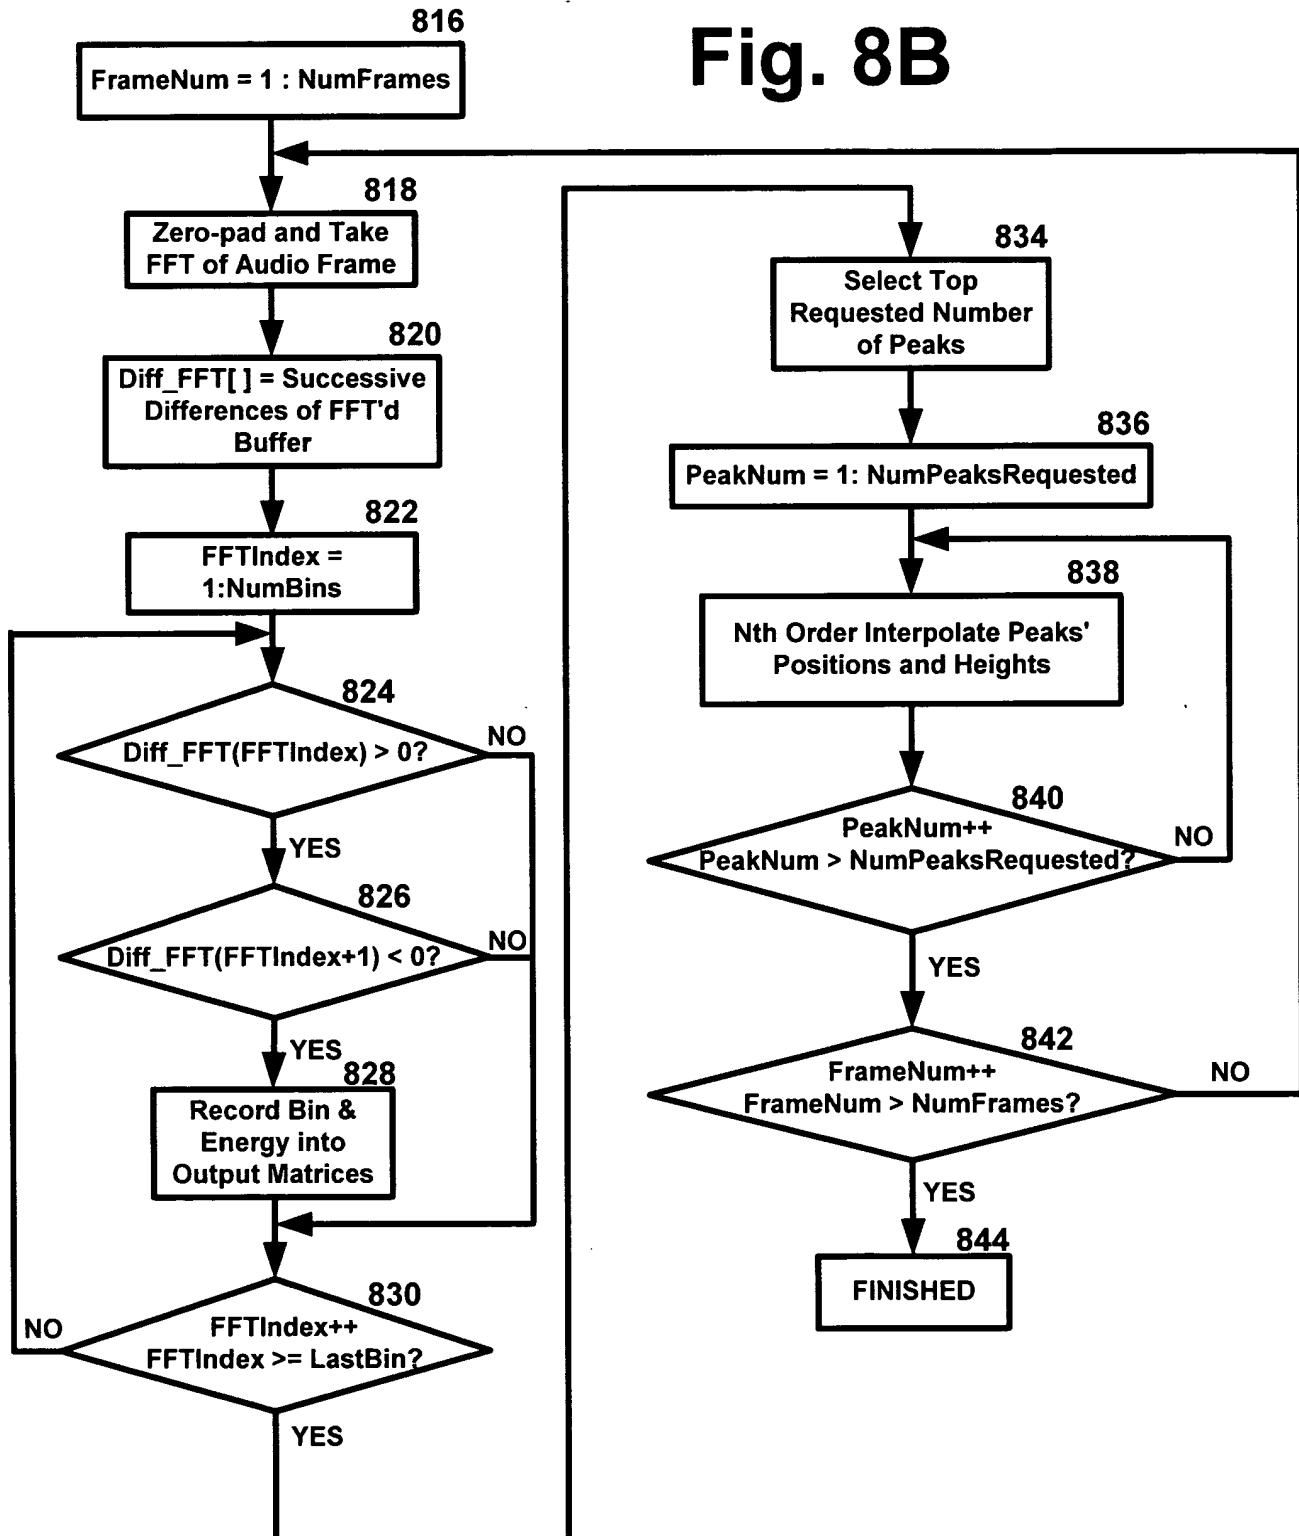 Fig. 8B
816
FrameNum = 1 : NumFrames
818
Zero-pad and Take
FFT of Audio Frame
820
Diff_FFT[ ] = Successive
Differences of FFT'd
Buffer
822
FFTIndex =
1:NumBins
824
Diff_FFT(FFTIndex) > 0?
NO
YES
826
Diff_FFT(FFTIndex+1) < 0?
NO
YES
828
Record Bin &
Energy into
Output Matrices
830
FFTIndex++
FFTIndex >= LastBin?
NO
YES
834
Select Top
Requested Number
of Peaks
836
PeakNum = 1: NumPeaksRequested
838
Nth Order Interpolate Peaks'
Positions and Heights
840
PeakNum++
PeakNum > NumPeaksRequested?
NO
YES
842
FrameNum++
FrameNum > NumFrames?
NO
YES
844
FINISHED